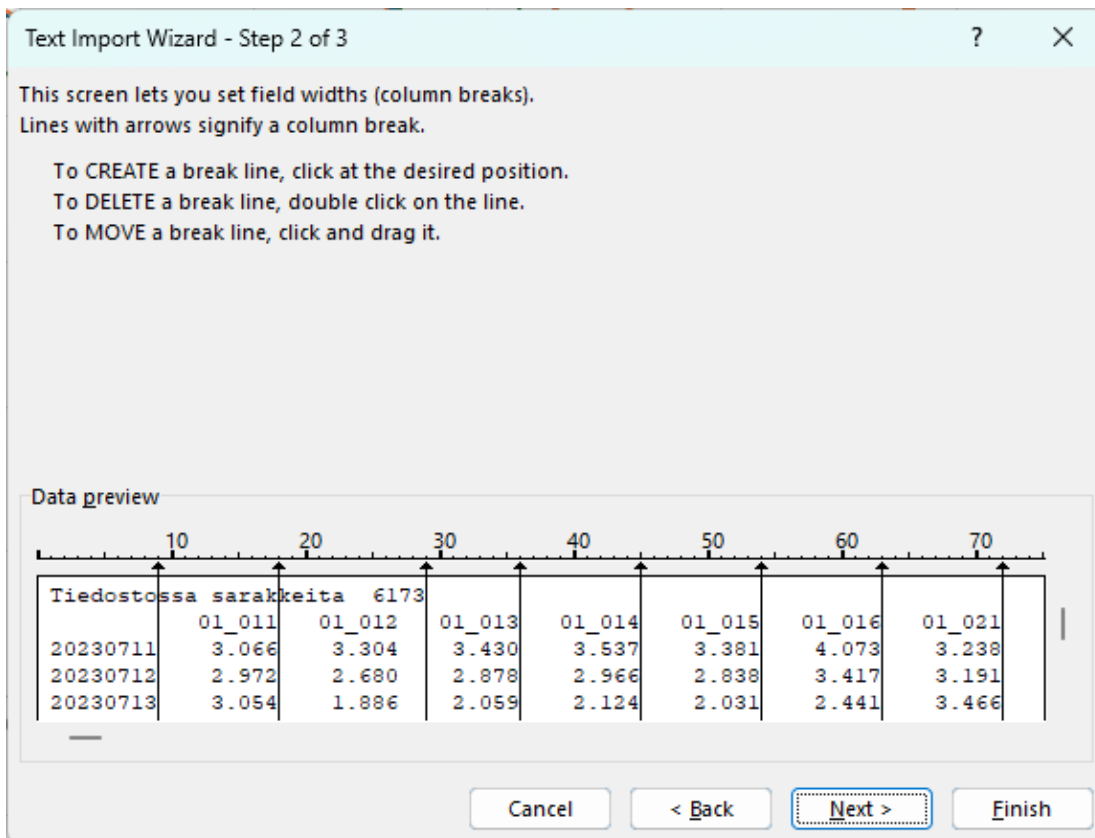 Text Import Wizard - Step 2 of 3 ? ×
This screen lets you set field widths (column breaks).
Lines with arrows signify a column break.
To CREATE a break line, click at the desired position.
To DELETE a break line, double click on the line.
To MOVE a break line, click and drag it.
Data preview
10 20 30 40 50 60 70
Tiedostossa sarakkeita 6173
01_011 01_012 01_013 01_014 01_015 01_016 01_021
20230711 3.066 3.304 3.430 3.537 3.381 4.073 3.238
20230712 2.972 2.680 2.878 2.966 2.838 3.417 3.191
20230713 3.054 1.886 2.059 2.124 2.031 2.441 3.466
Cancel < Back Next > Finish